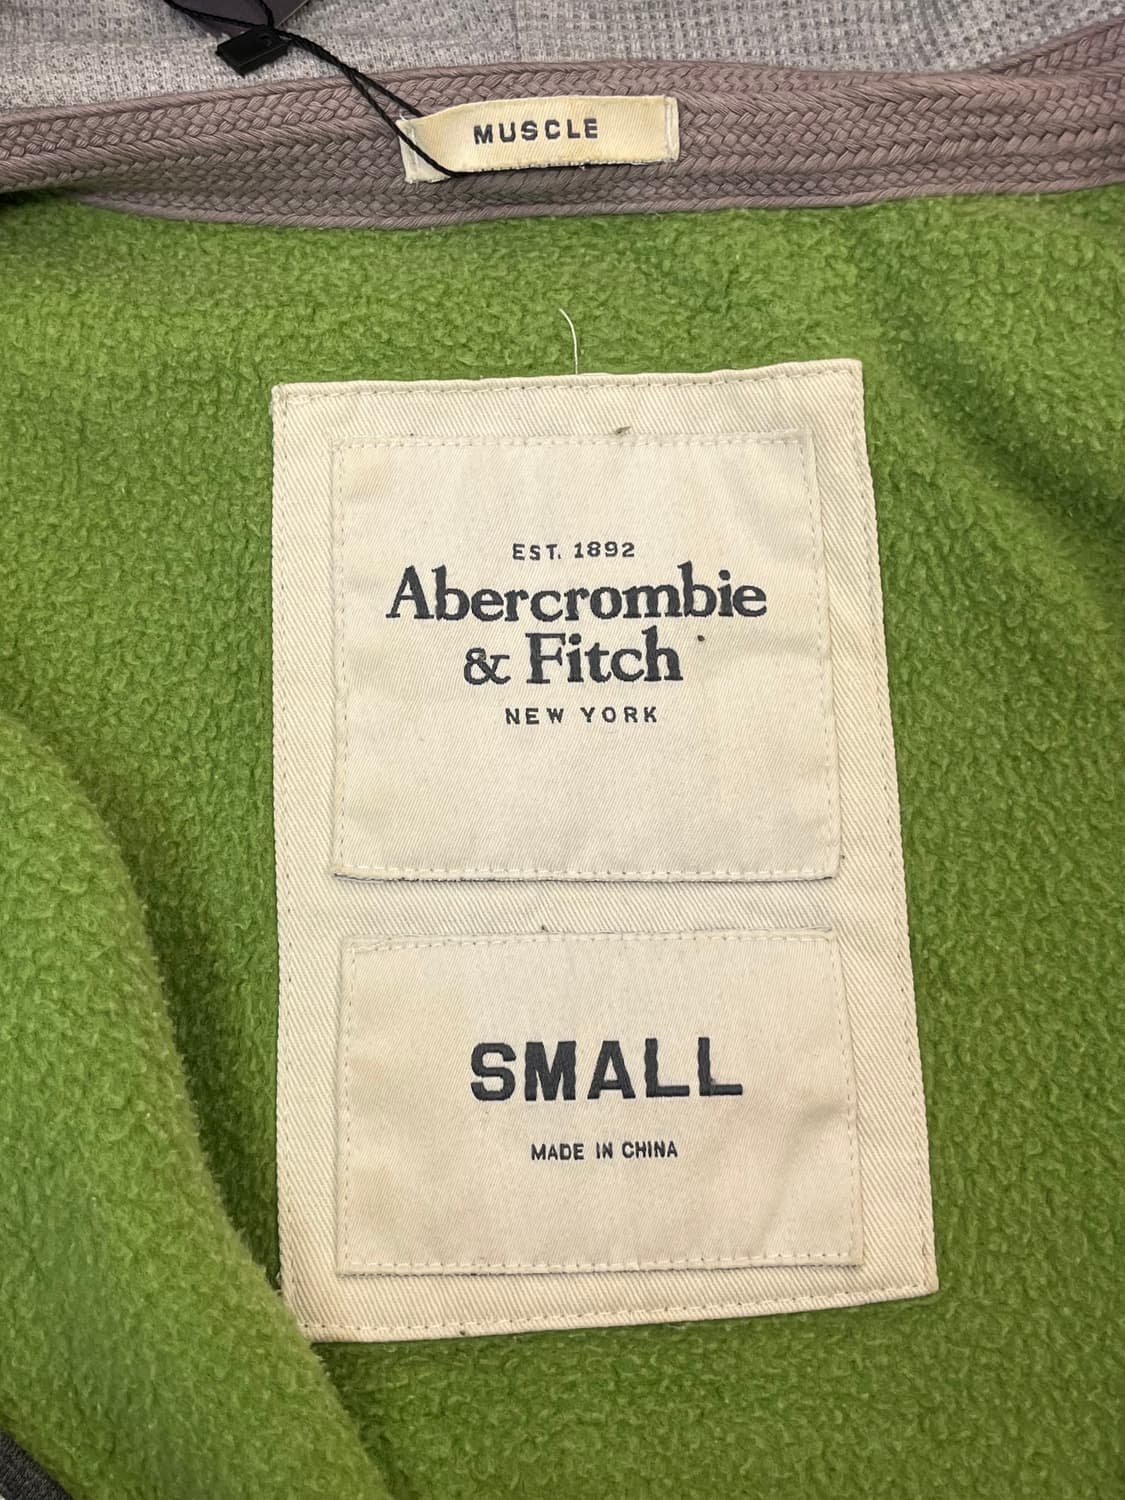 MUSCLE
EST. 1892
Abercrombie
& Fitch
NEW YORK
SMALL
MADE IN CHINA